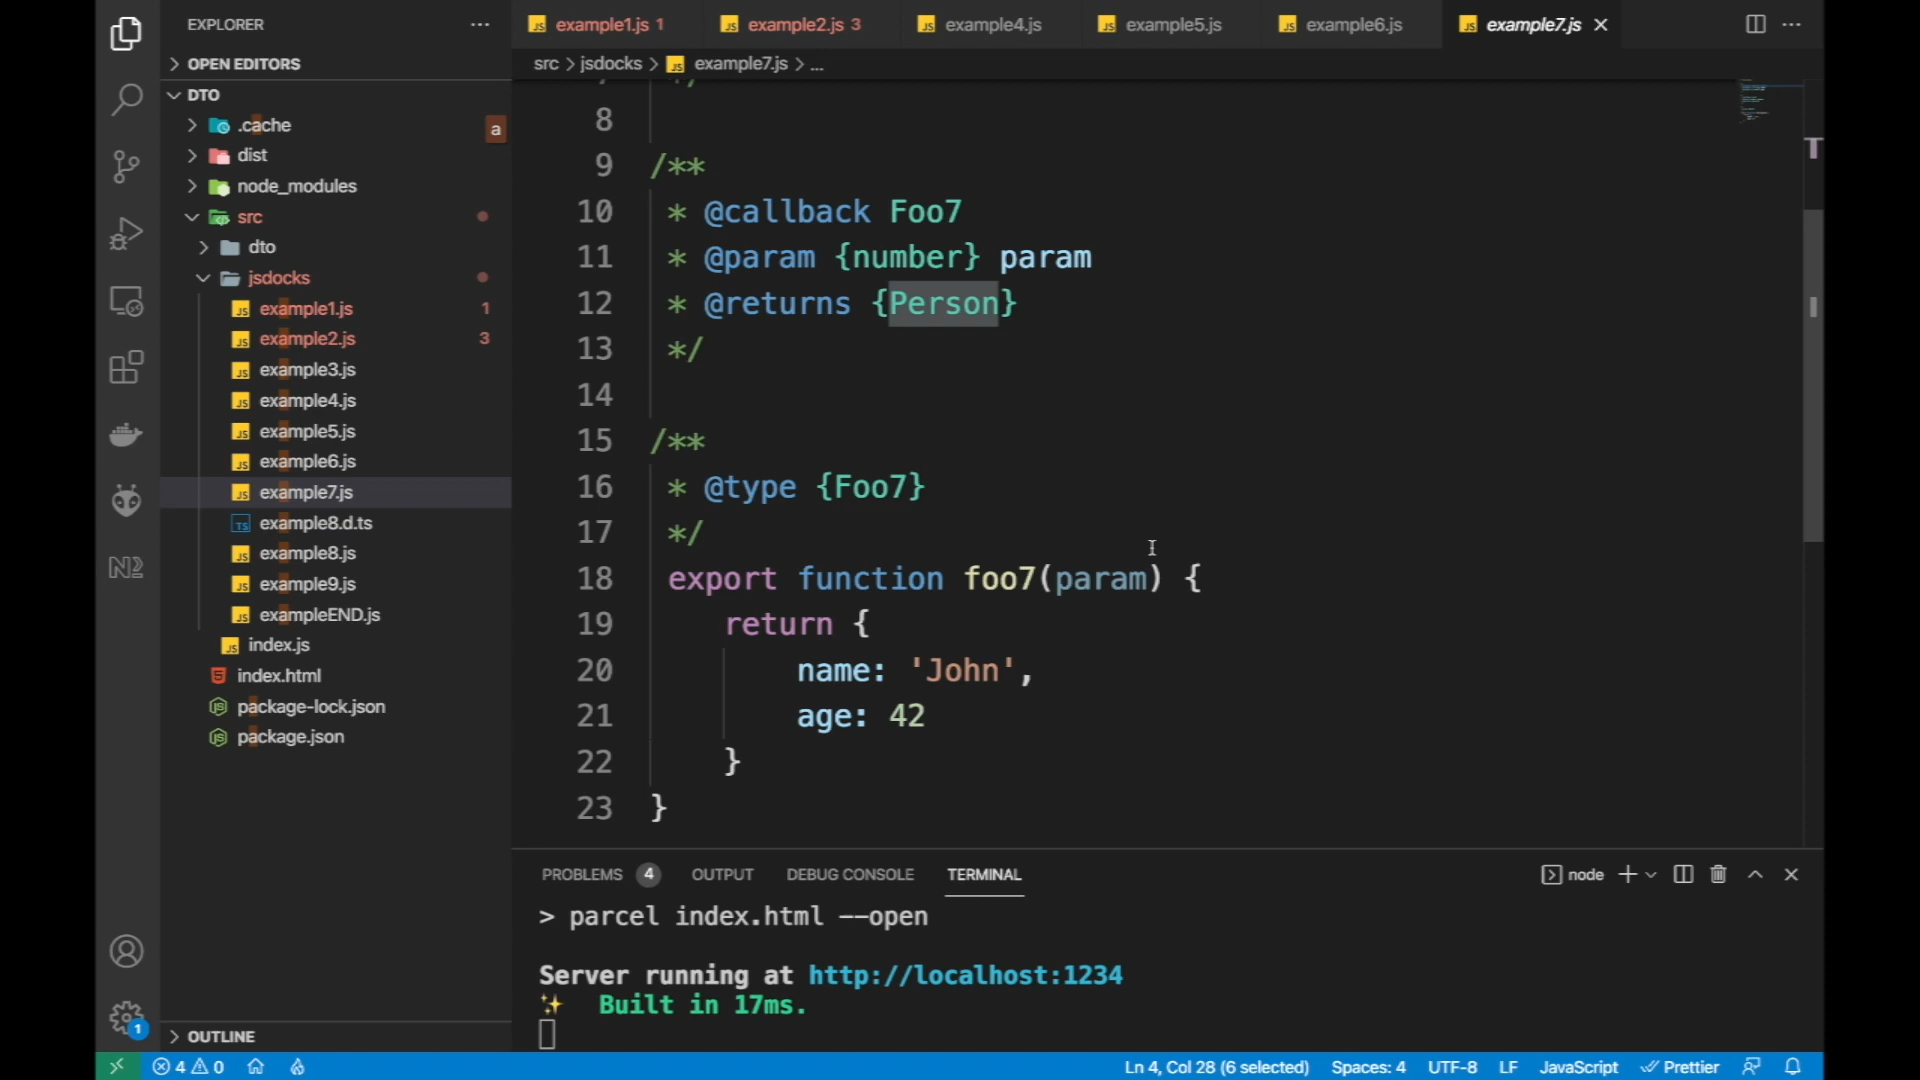 EXPLORER
OPEN EDITORS
DTO
.cache
a
dist
node_modules
src
dto
jsdocks
example1.js 1
example2.js 3
example3.js
example4.js
example5.js
example6.js
example7.js
example8.d.ts
example8.js
example9.js
exampleEND.js
index.js
index.html
package-lock.json
package.json
OUTLINE
example1.js 1 example2.js 3 example4.js example5.js example6.js example7.js
src > jsdocks > example7.js > ...
8
9 /**
10 * @callback Foo7
11 * @param {number} param
12 * @returns {Person}
13 */
14
15 /**
16 * @type {Foo7}
17 */
18 export function foo7(param) {
19 return {
20 name: 'John',
21 age: 42
22 }
23 }
PROBLEMS 4 OUTPUT DEBUG CONSOLE TERMINAL node
> parcel index.html --open
Server running at http://localhost:1234
✨ Built in 17ms.
1
4 0 Ln 4, Col 28 (6 selected) Spaces: 4 UTF-8 LF JavaScript Prettier